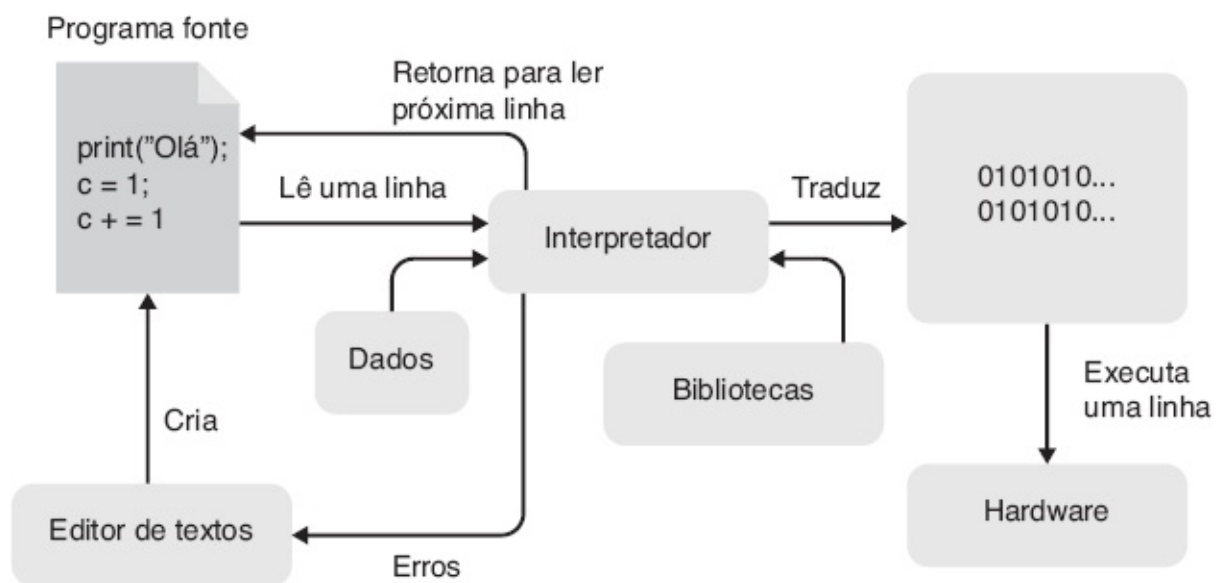 Programa fonte
Retorna para ler
próxima linha
print(”Olá”);
c = 1;
c + = 1
Lê uma linha
Interpretador
Traduz
0101010...
0101010...
Dados
Bibliotecas
Executa
uma linha
Cria
Editor de textos
Erros
Hardware